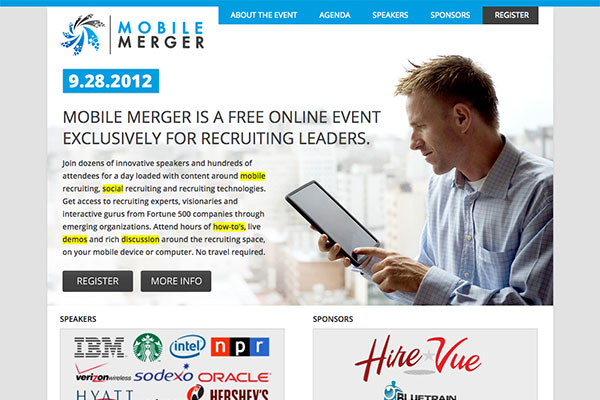 ABOUT THE EVENT AGENDA SPEAKERS SPONSORS REGISTER
MOBILE
MERGER
9.28.2012
MOBILE MERGER IS A FREE ONLINE EVENT
EXCLUSIVELY FOR RECRUITING LEADERS.
Join dozens of innovative speakers and hundreds of
attendees for a day loaded with content around mobile
recruiting, social recruiting and recruiting technologies.
Get access to recruiting experts, visionaries and
interactive gurus from Fortune 500 companies through
emerging organizations. Attend hours of how-to's, live
demos and rich discussion around the recruiting space,
on your mobile device or computer. No travel required.
REGISTER MORE INFO
SPEAKERS
IBM intel npr
verizonwireless sodexo ORACLE
HYATT HERSHEY'S
SPONSORS
HireVue
BLUETRAIN